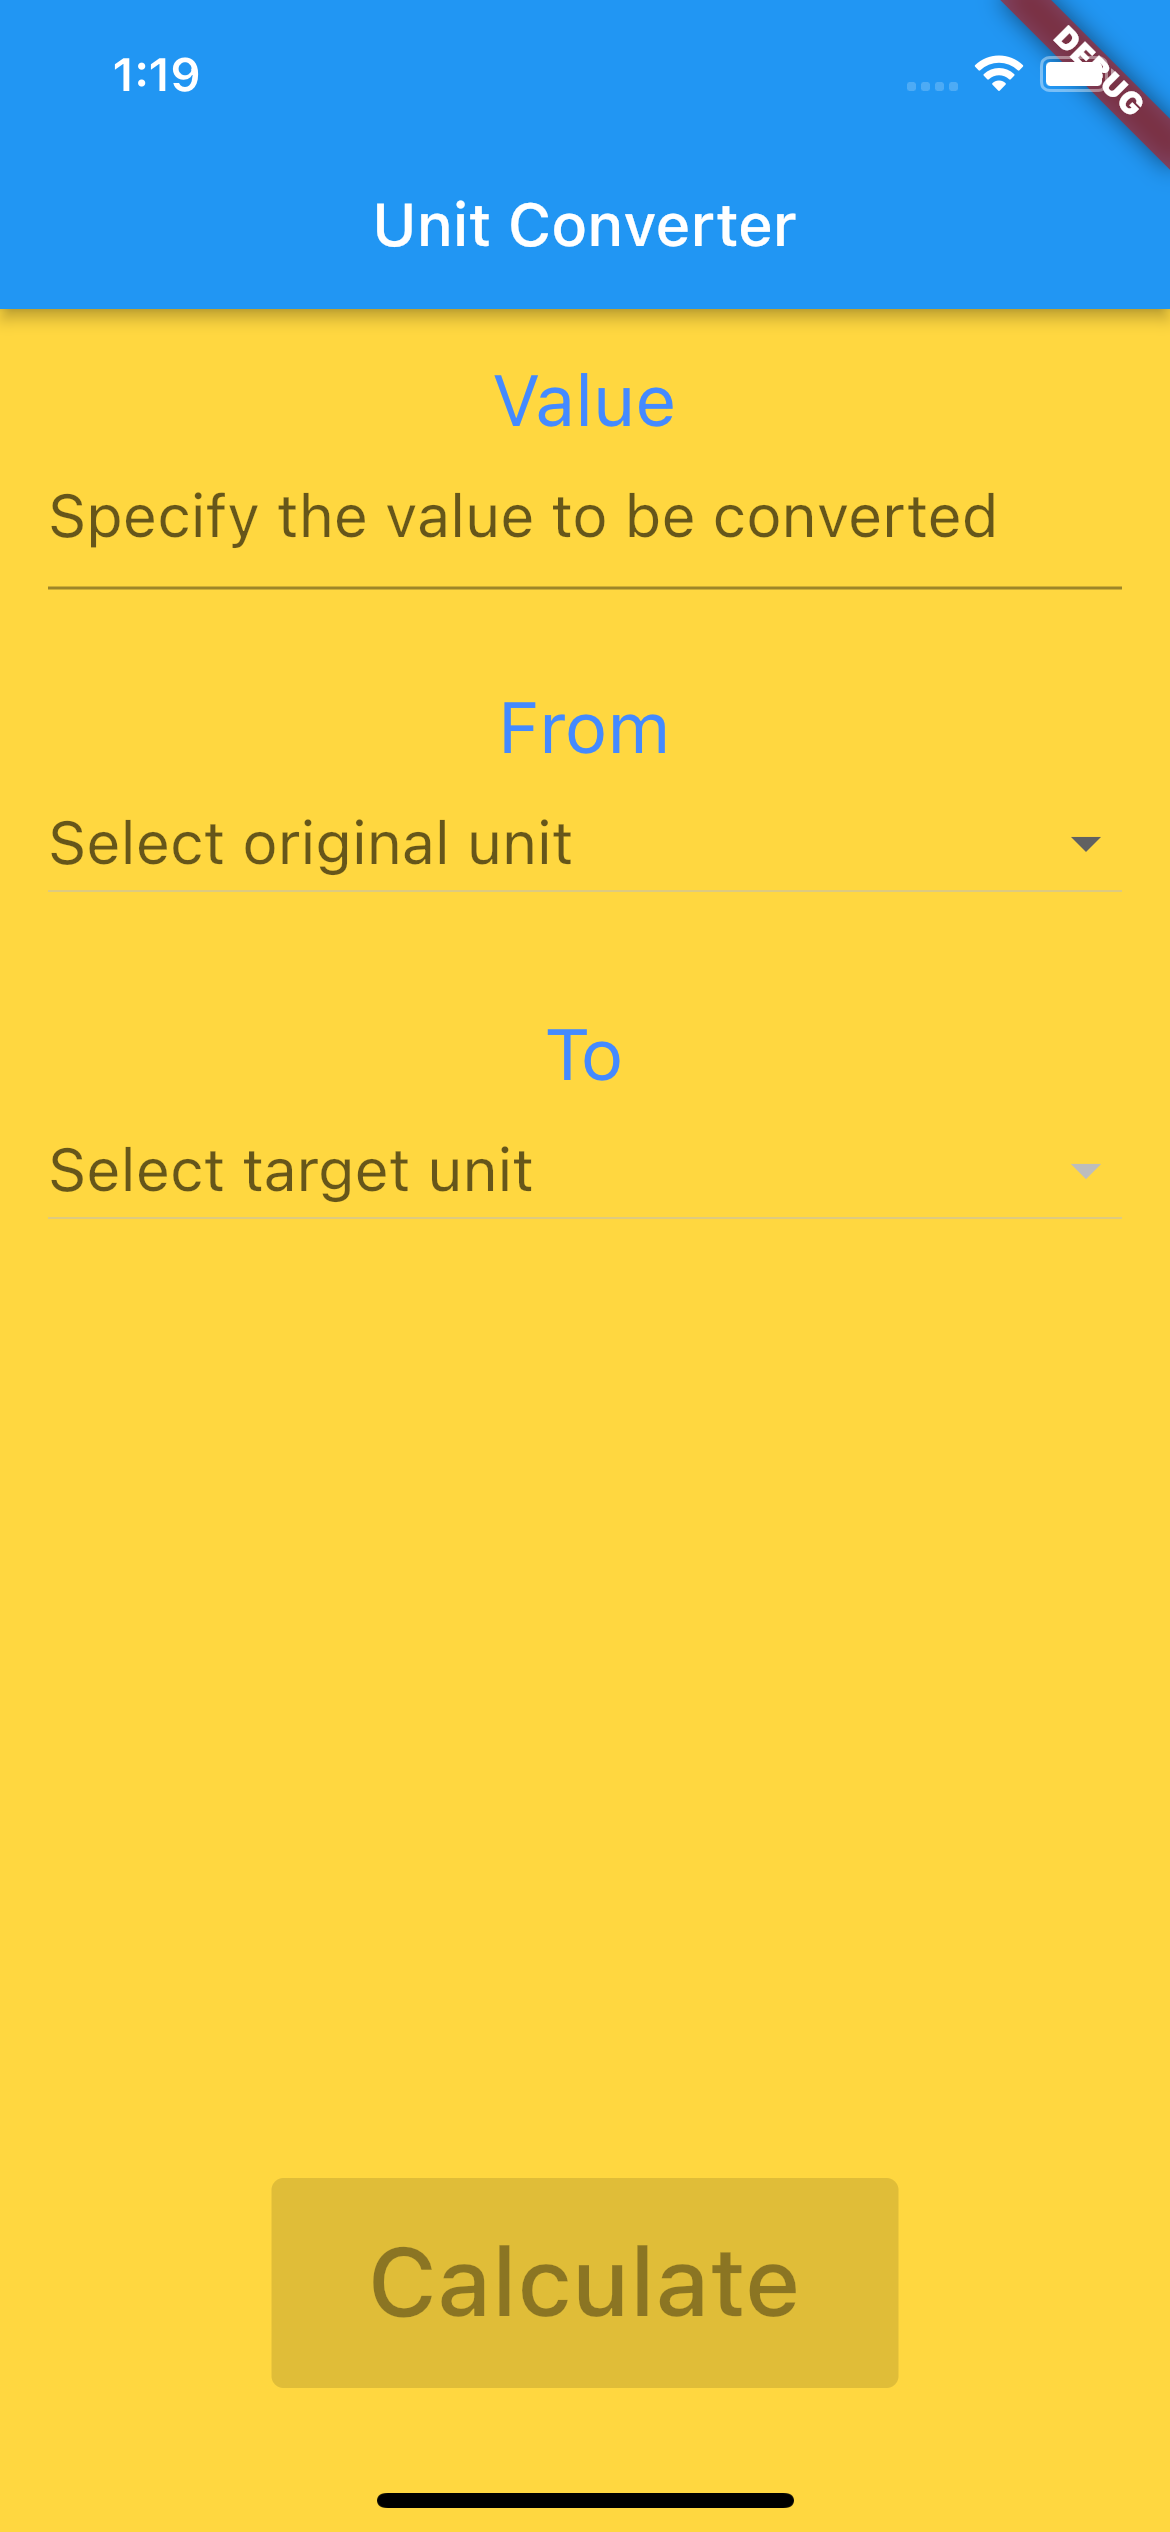 1:19
DEBUG
Unit Converter
Value
Specify the value to be converted
From
Select original unit
To
Select target unit
Calculate